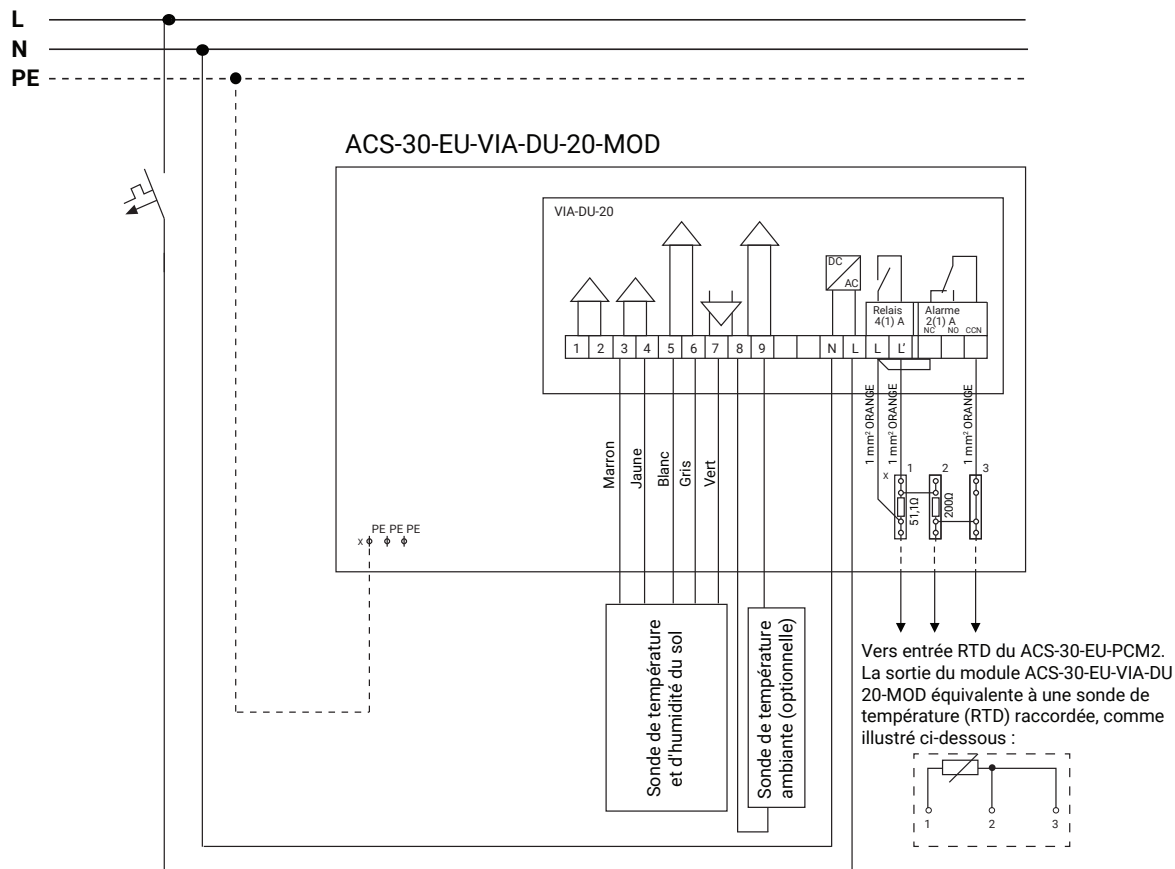 L
N
PE
ACS-30-EU-VIA-DU-20-MOD
VIA-DU-20
DC
AC
Relais
4(1) A
Alarme
2(1) A
NC NO CCN
1 2 3 4 5 6 7 8 9 N L L L'
Marron
Jaune
Blanc
Gris
Vert
1 mm² ORANGE
1 mm² ORANGE
1 mm² ORANGE
x 1 2 3
51,1Ω
200Ω
PE PE PE
x
Sonde de température
et d'humidité du sol
Sonde de température
ambiante (optionnelle)
Vers entrée RTD du ACS-30-EU-PCM2.
La sortie du module ACS-30-EU-VIA-DU
20-MOD équivalente à une sonde de
température (RTD) raccordée, comme
illustré ci-dessous :
1 2 3